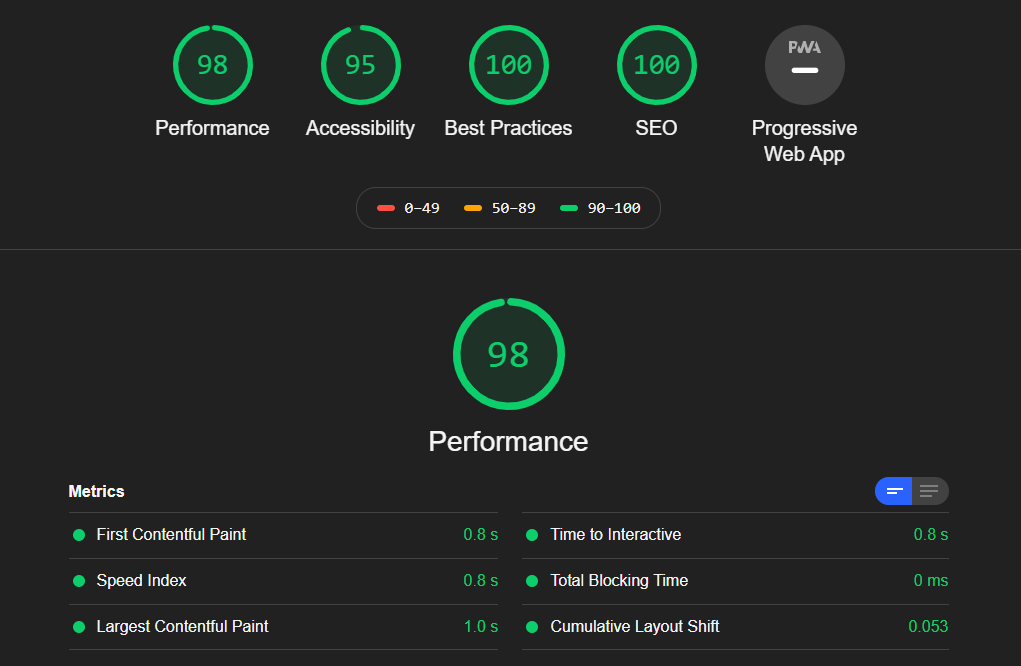 98
95
100
100
PWA
Performance
Accessibility
Best Practices
SEO
Progressive
Web App
0–49
50–89
90–100
98
Performance
Metrics
First Contentful Paint 0.8 s
Time to Interactive 0.8 s
Speed Index 0.8 s
Total Blocking Time 0 ms
Largest Contentful Paint 1.0 s
Cumulative Layout Shift 0.053